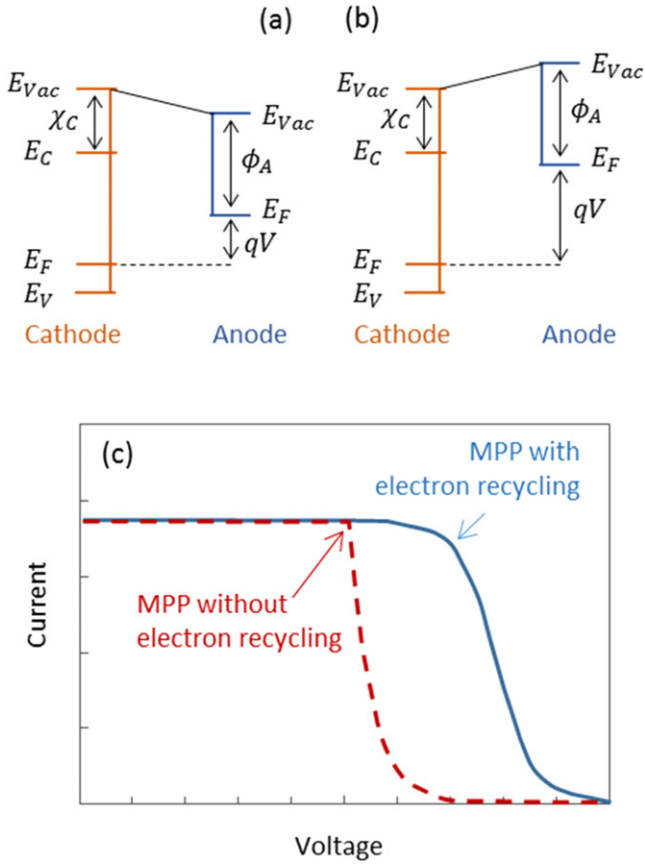 (a)
E_Vac
χ_C
E_C
E_F
E_V
E_Vac
ϕ_A
E_F
qV
Cathode
Anode
(b)
E_Vac
χ_C
E_C
E_F
E_V
E_Vac
ϕ_A
E_F
qV
Cathode
Anode
(c)
MPP with
electron recycling
MPP without
electron recycling
Current
Voltage